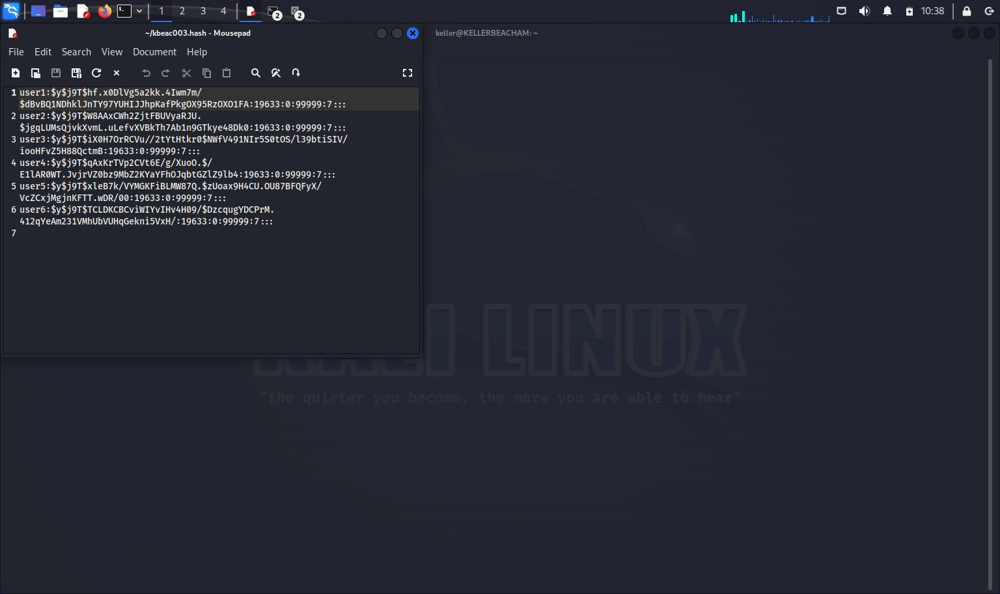 1 2 3 4 2 2 10:38
~/kbeac003.hash - Mousepad
keller@KELLERBEACHAM: ~
File Edit Search View Document Help
1 user1:$y$j9T$hf.x0DlVg5a2kk.4Iwm7m/
$dBvBQ1NDhklJnTY97YUHIJJhpKafPkgOX95RzOXO1FA:19633:0:99999:7:::
2 user2:$y$j9T$W8AAxCWh2ZjtFBUVyaRJU.
$jgqLUMsQjvkXvmL.uLefvXVBkTh7Ab1n9GTkye48Dk0:19633:0:99999:7:::
3 user3:$y$j9T$iX0H7OrRCVu//2tYtHtkr0$NWfV491NIr5S0tOS/l39btiSIV/
iooHFvZ5H88QctmB:19633:0:99999:7:::
4 user4:$y$j9T$qAxKrTVp2CVt6E/g/XuoO.$/
E1lAR0WT.JvjrVZ0bz9MbZ2KYaYFhOJqbtGZlZ9lb4:19633:0:99999:7:::
5 user5:$y$j9T$xleB7k/VYMGKFiBLMW87Q.$zUoax9H4CU.OU87BFQFyX/
VcZCxjMgjnKFTT.wDR/00:19633:0:99999:7:::
6 user6:$y$j9T$TCLDKCBCviWIYvIHv4H09/$DzcqugYDCPrM.
412qYeAm231VMhUbVUHqGekni5VxH/:19633:0:99999:7:::
7
KALI LINUX
"the quieter you become, the more you are able to hear"